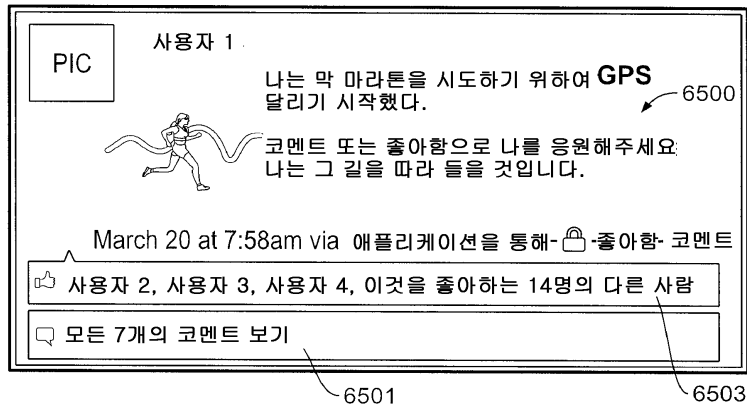 PIC
사용자 1
나는 막 마라톤을 시도하기 위하여 GPS
달리기 시작했다.
6500
코멘트 또는 좋아함으로 나를 응원해주세요
나는 그 길을 따라 들을 것입니다.
March 20 at 7:58am via 애플리케이션을 통해- -좋아함- 코멘트
사용자 2, 사용자 3, 사용자 4, 이것을 좋아하는 14명의 다른 사람
모든 7개의 코멘트 보기
6501
6503